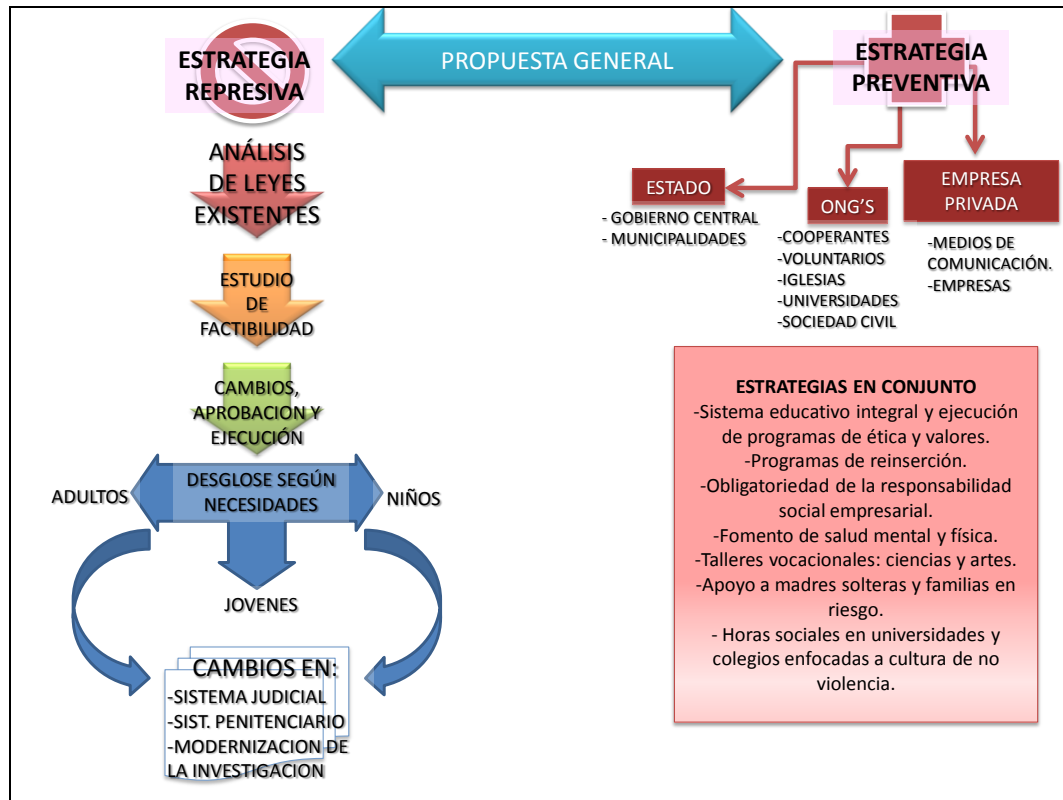 ESTRATEGIA
REPRESIVA
PROPUESTA GENERAL
ESTRATEGIA
PREVENTIVA
ANÁLISIS
DE LEYES
EXISTENTES
ESTUDIO
DE
FACTIBILIDAD
CAMBIOS,
APROBACION Y
EJECUCIÓN
DESGLOSE SEGÚN
NECESIDADES
ADULTOS
NIÑOS
JOVENES
CAMBIOS EN:
-SISTEMA JUDICIAL
-SIST. PENITENCIARIO
-MODERNIZACION DE
LA INVESTIGACION
ESTADO
- GOBIERNO CENTRAL
- MUNICIPALIDADES
ONG'S
-COOPERANTES
-VOLUNTARIOS
-IGLESIAS
-UNIVERSIDADES
-SOCIEDAD CIVIL
EMPRESA
PRIVADA
-MEDIOS DE
COMUNICACIÓN.
-EMPRESAS
ESTRATEGIAS EN CONJUNTO
-Sistema educativo integral y ejecución
de programas de ética y valores.
-Programas de reinserción.
-Obligatoriedad de la responsabilidad
social empresarial.
-Fomento de salud mental y física.
-Talleres vocacionales: ciencias y artes.
-Apoyo a madres solteras y familias en
riesgo.
- Horas sociales en universidades y
colegios enfocadas a cultura de no
violencia.